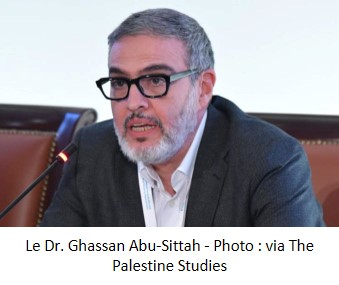 Le Dr. Ghassan Abu-Sittah - Photo : via The
Palestine Studies